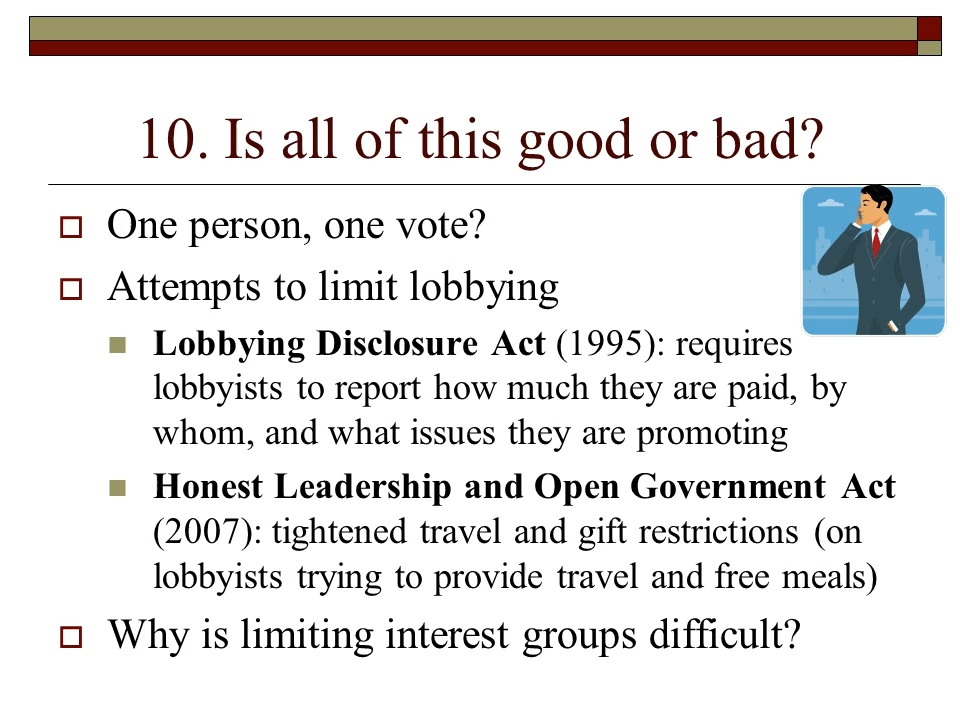 10. Is all of this good or bad?
One person, one vote?
Attempts to limit lobbying
Lobbying Disclosure Act (1995): requires
lobbyists to report how much they are paid, by
whom, and what issues they are promoting
Honest Leadership and Open Government Act
(2007): tightened travel and gift restrictions (on
lobbyists trying to provide travel and free meals)
Why is limiting interest groups difficult?